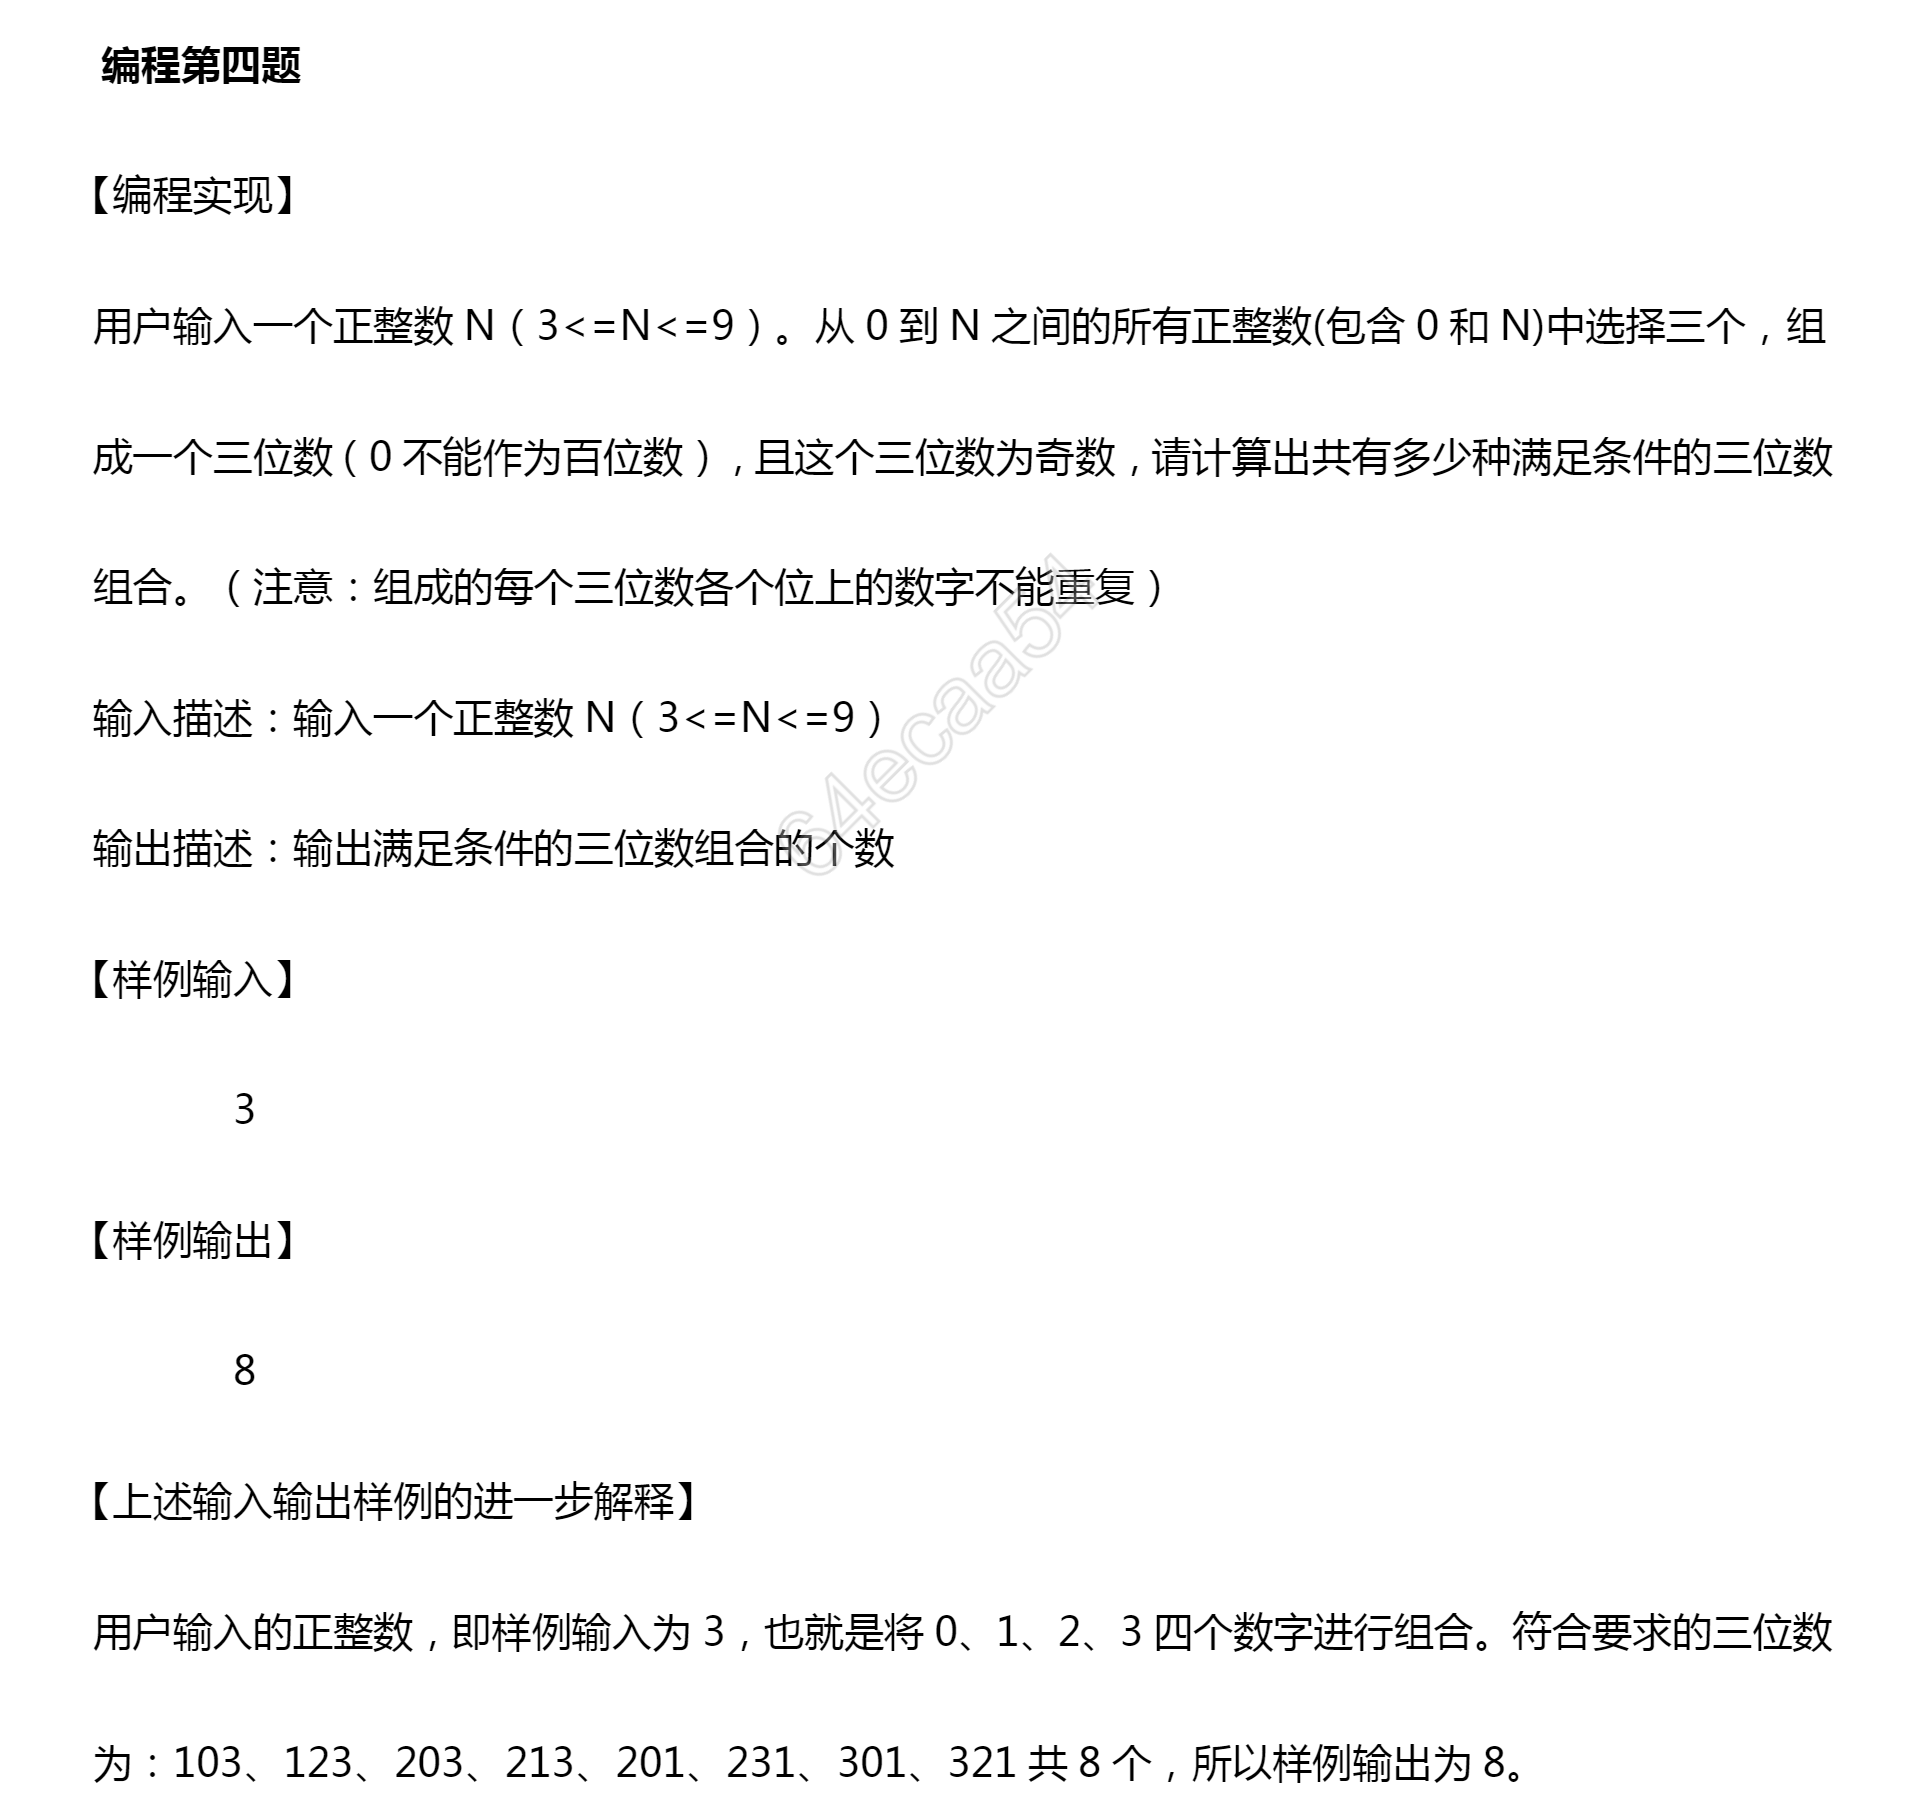 编程第四题
【编程实现】
用户输入一个正整数 N（3<=N<=9）。从 0 到 N 之间的所有正整数(包含 0 和 N)中选择三个，组
成一个三位数（0 不能作为百位数），且这个三位数为奇数，请计算出共有多少种满足条件的三位数
组合。（注意：组成的每个三位数各个位上的数字不能重复）
输入描述：输入一个正整数 N（3<=N<=9）
输出描述：输出满足条件的三位数组合的个数
64ecaa54
【样例输入】
3
【样例输出】
8
【上述输入输出样例的进一步解释】
用户输入的正整数，即样例输入为 3，也就是将 0、1、2、3 四个数字进行组合。符合要求的三位数
为：103、123、203、213、201、231、301、321 共 8 个，所以样例输出为 8。